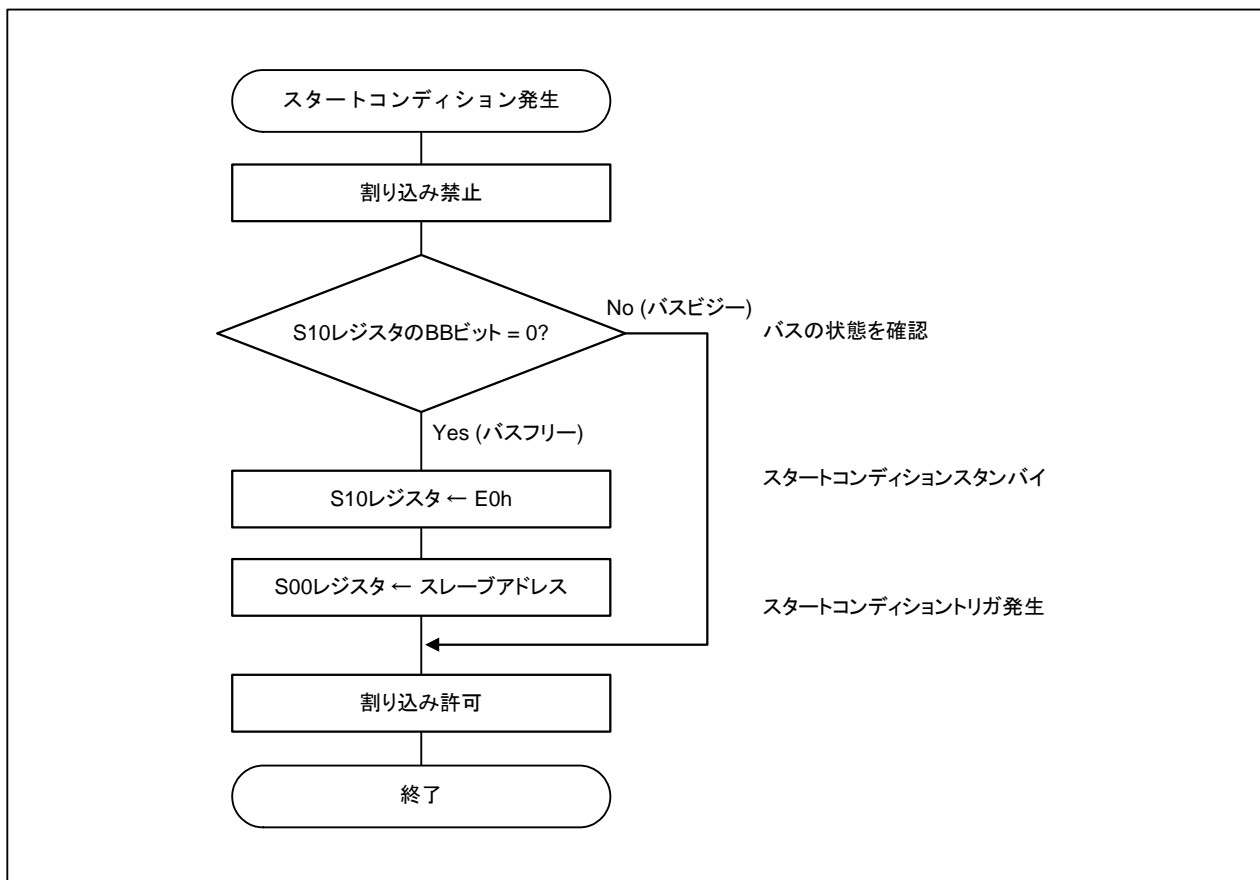 スタートコンディション発生
割り込み禁止
No (バスビジー)
S10レジスタのBBビット = 0?
バスの状態を確認
Yes (バスフリー)
S10レジスタ ← E0h
スタートコンディションスタンバイ
S00レジスタ ← スレーブアドレス
スタートコンディショントリガ発生
割り込み許可
終了